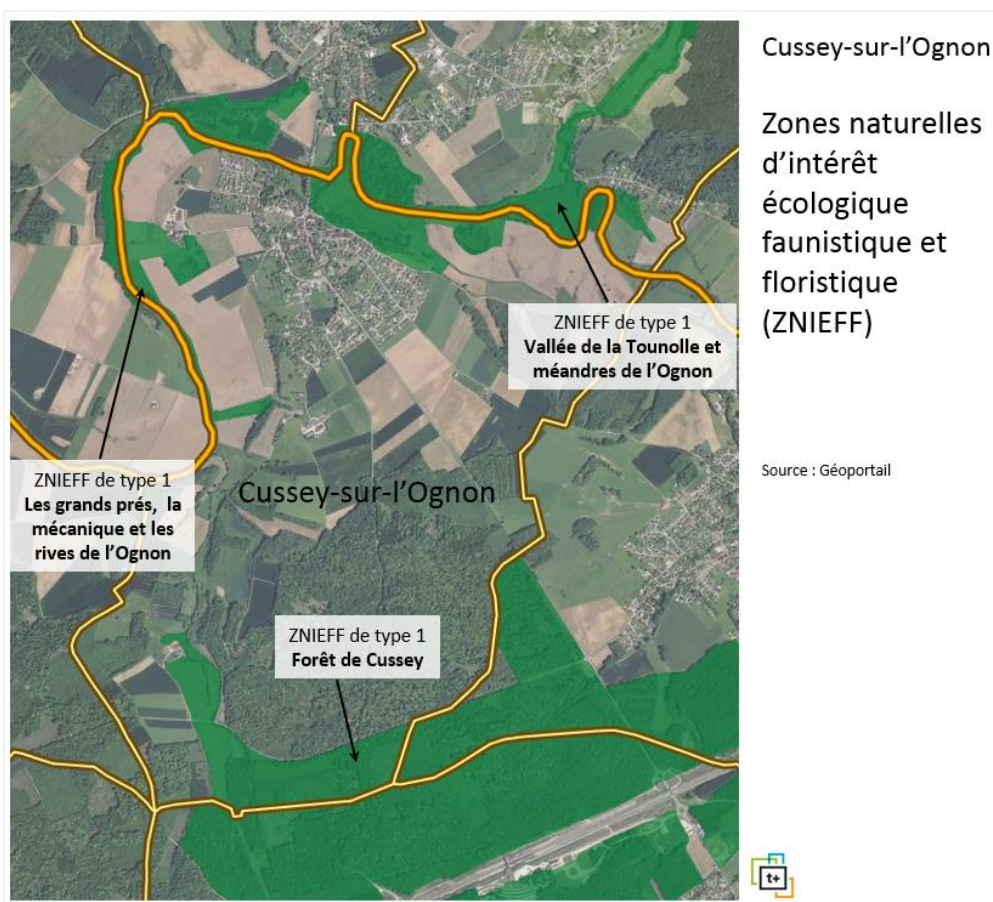 Cussey-sur-l’Ognon
Zones naturelles
d’intérêt
écologique
faunistique et
floristique
(ZNIEFF)
Source : Géoportail
ZNIEFF de type 1
Vallée de la Tounolle et
méandres de l’Ognon
ZNIEFF de type 1
Les grands prés, la
mécanique et les
rives de l’Ognon
Cussey-sur-l’Ognon
ZNIEFF de type 1
Forêt de Cussey
t+